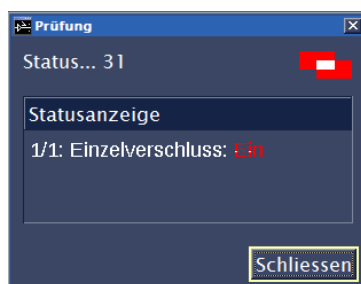 Prüfung
Status... 31
Statusanzeige
1/1: Einzelverschluss: Ein
Schliessen